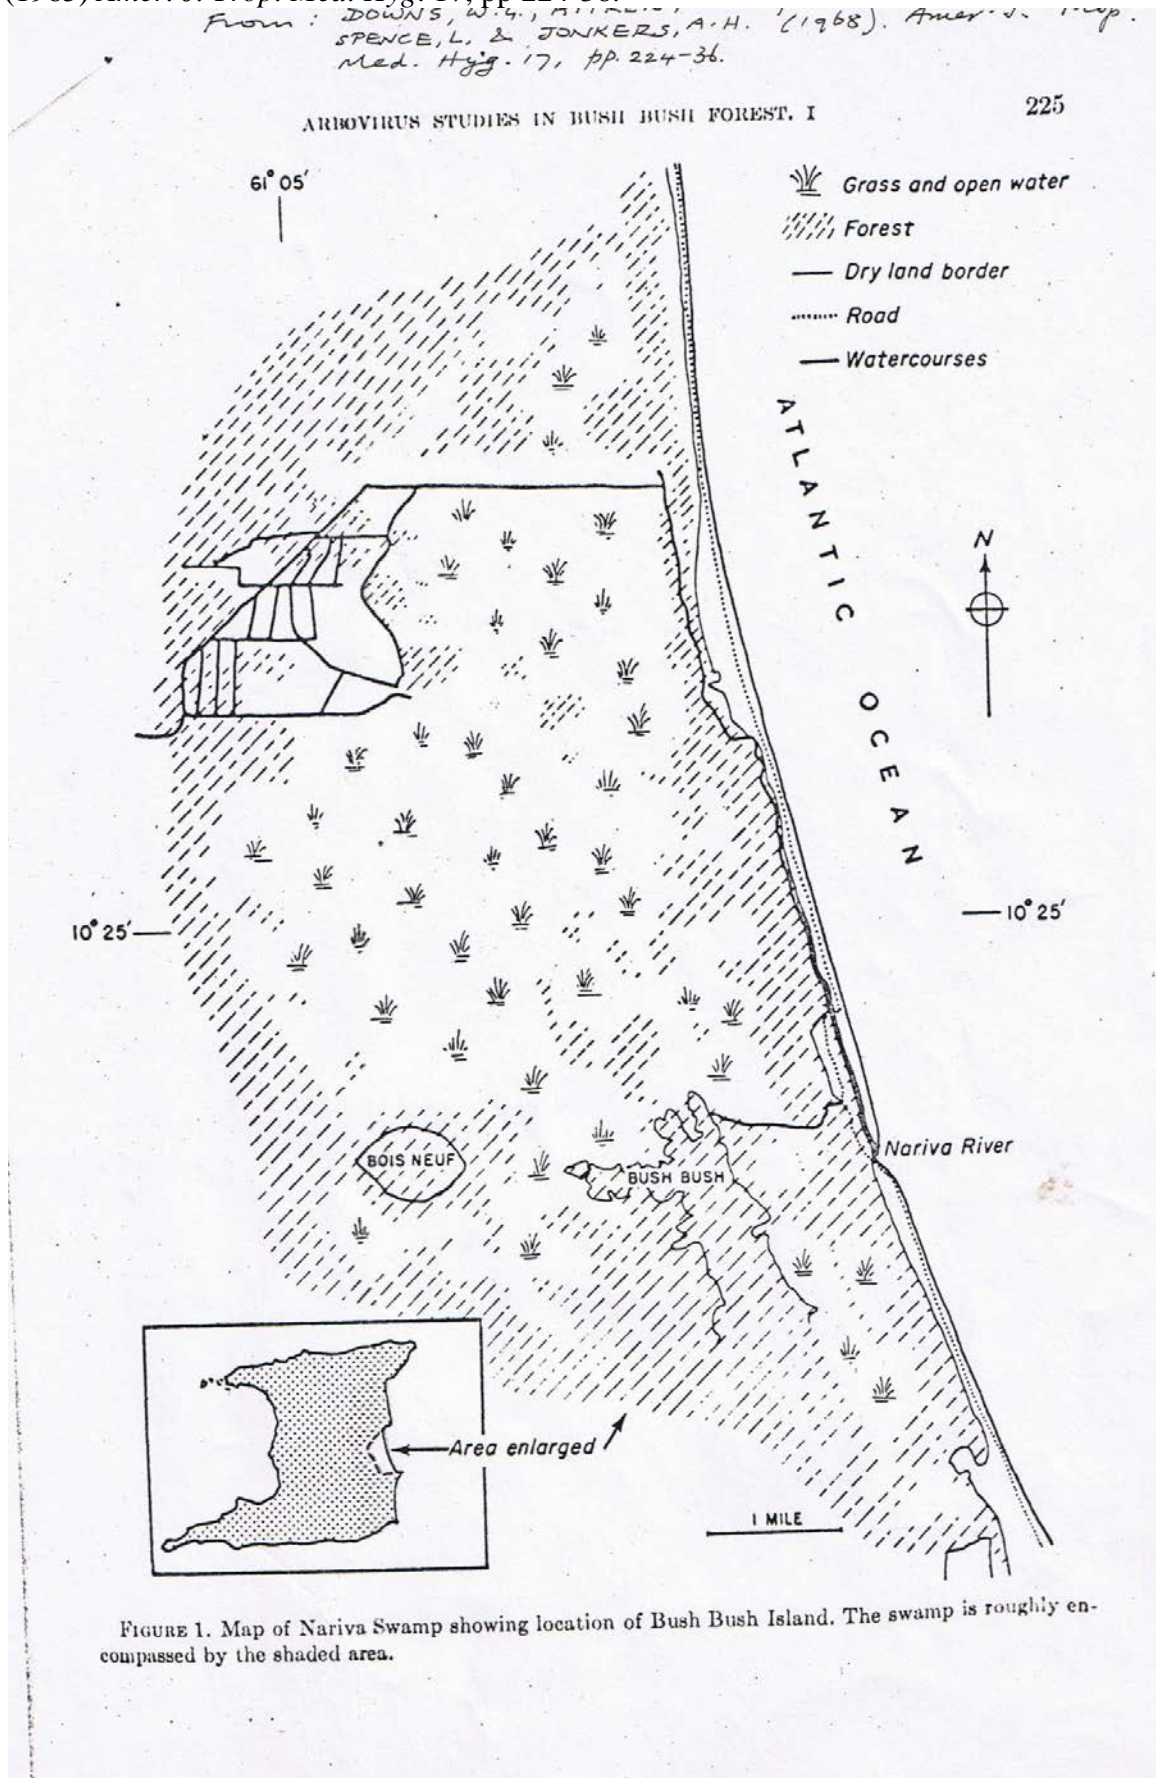 From: DOWNS, W.G., (1968). Amer. J. Trop.
SPENCE, L. & JONKERS, A.H.
Med. Hyg. 17, pp. 224-36.
ARBOVIRUS STUDIES IN BUSH BUSH FOREST. I
225
61° 05'
Grass and open water
Forest
Dry land border
Road
Watercourses
ATLANTIC OCEAN
N
10° 25'
10° 25'
Nariva River
BOIS NEUF
BUSH BUSH
Area enlarged
1 MILE
FIGURE 1. Map of Nariva Swamp showing location of Bush Bush Island. The swamp is roughly en-
compassed by the shaded area.